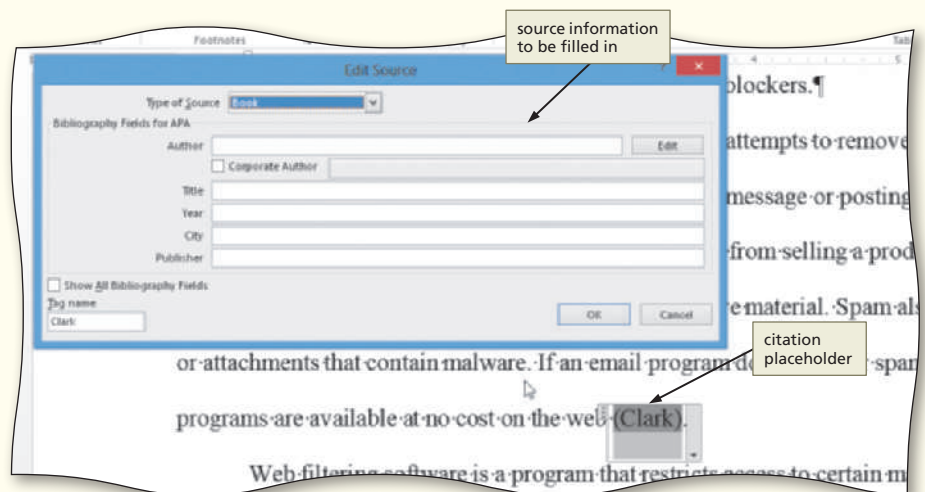 source information
to be filled in
Footnotes
Edit Source
Type of Source Book
Bibliography Fields for APA
Author Edit
Corporate Author
Title
Year
City
Publisher
Show All Bibliography Fields
Tag name
Clark
OK Cancel
4 5
blockers.¶
attempts·to·remove
message·or·posting
from·selling·a·prod
e·material.·Spam·als
citation
placeholder
or·attachments·that·contain·malware.·If·an·email·program·d spam
programs·are·available·at·no·cost·on·the·web·(Clark).
Web·filtering·software·is·a·program·that·restricts·access·to·certain·m